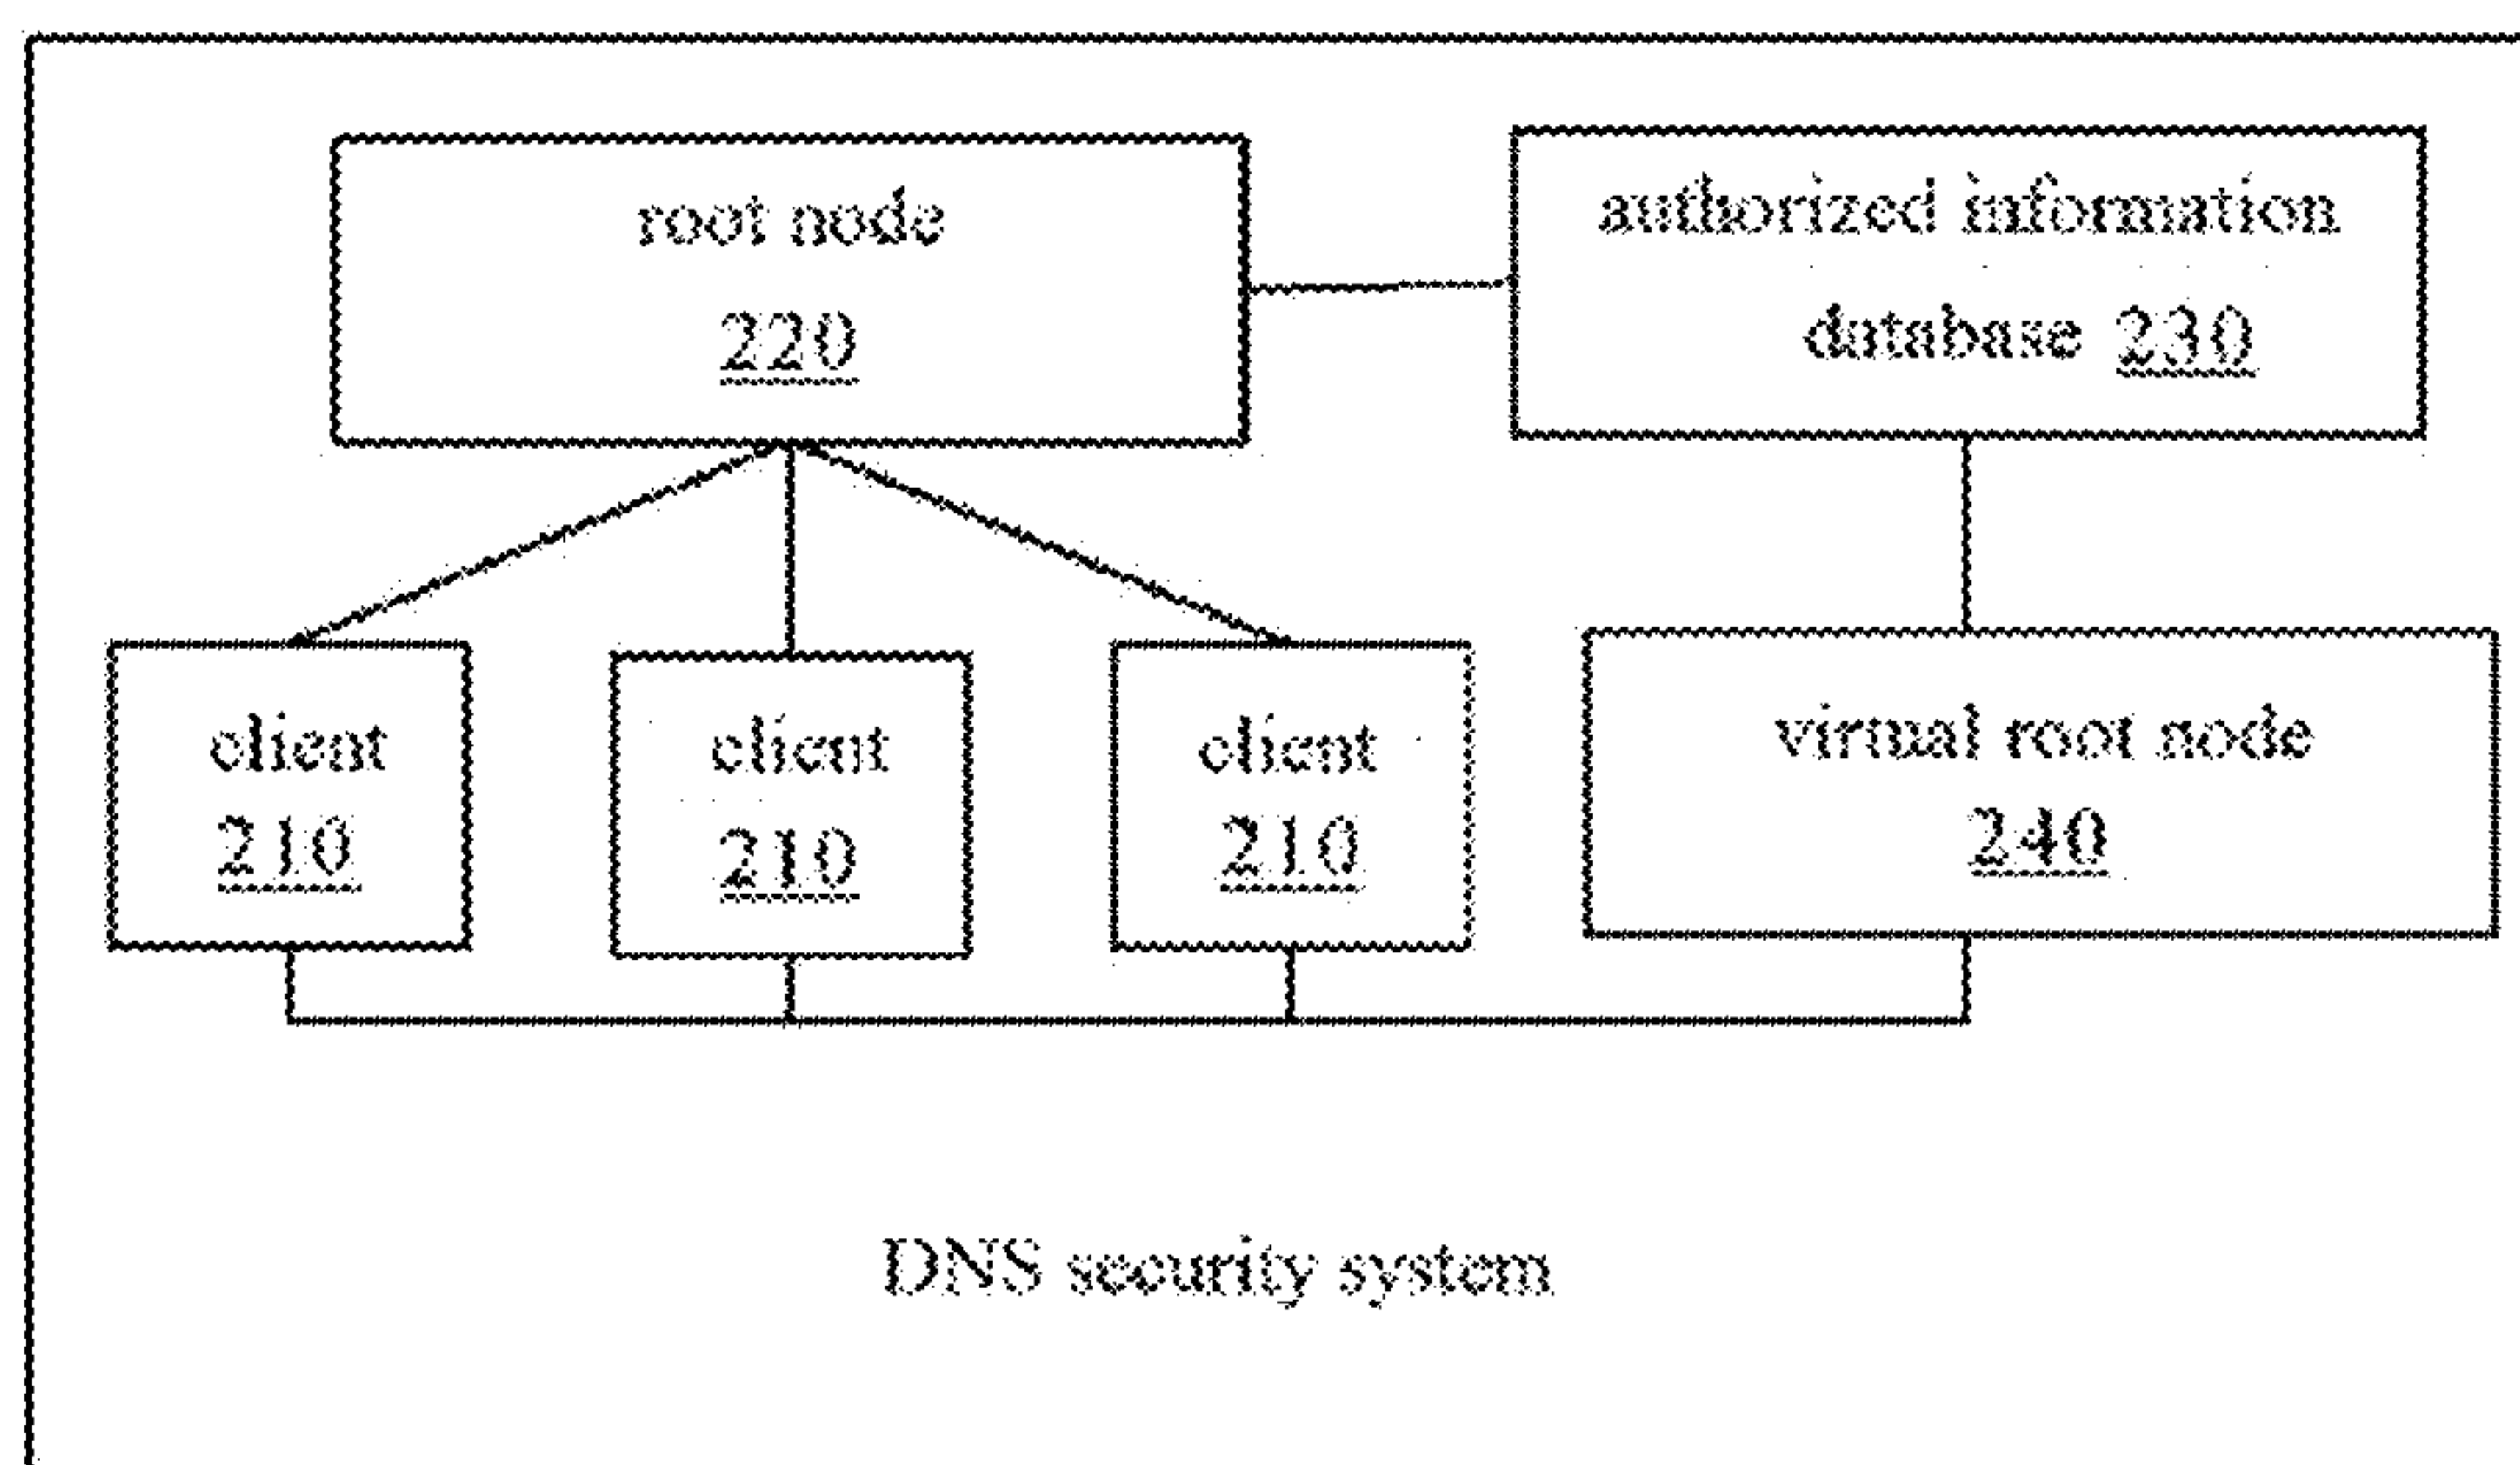 root node
220
authorized information
database 230
client
210
client
210
client
210
virtual root node
240
DNS security system